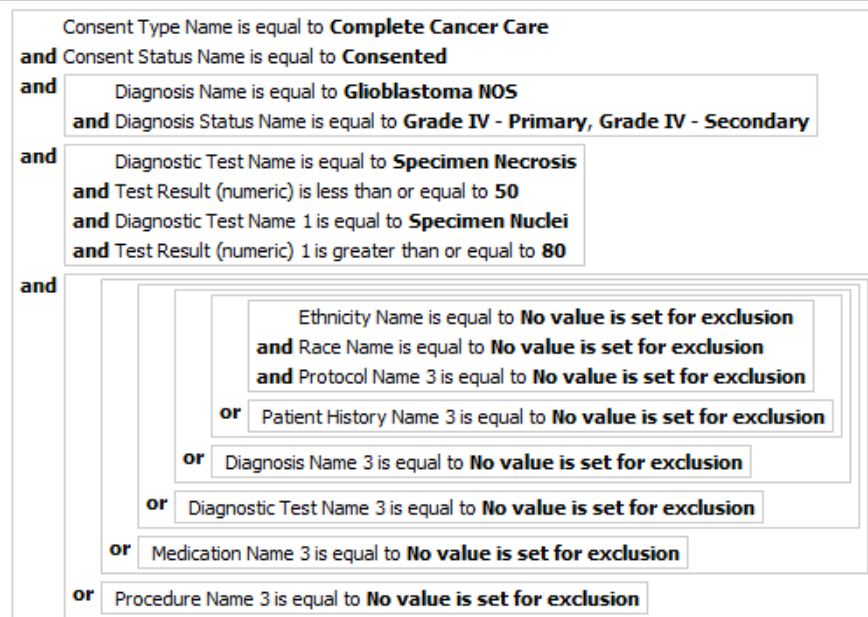 Consent Type Name is equal to Complete Cancer Care
and Consent Status Name is equal to Consented
and Diagnosis Name is equal to Glioblastoma NOS
and Diagnosis Status Name is equal to Grade IV - Primary, Grade IV - Secondary
and Diagnostic Test Name is equal to Specimen Necrosis
and Test Result (numeric) is less than or equal to 50
and Diagnostic Test Name 1 is equal to Specimen Nuclei
and Test Result (numeric) 1 is greater than or equal to 80
and
Ethnicity Name is equal to No value is set for exclusion
and Race Name is equal to No value is set for exclusion
and Protocol Name 3 is equal to No value is set for exclusion
or Patient History Name 3 is equal to No value is set for exclusion
or Diagnosis Name 3 is equal to No value is set for exclusion
or Diagnostic Test Name 3 is equal to No value is set for exclusion
or Medication Name 3 is equal to No value is set for exclusion
or Procedure Name 3 is equal to No value is set for exclusion